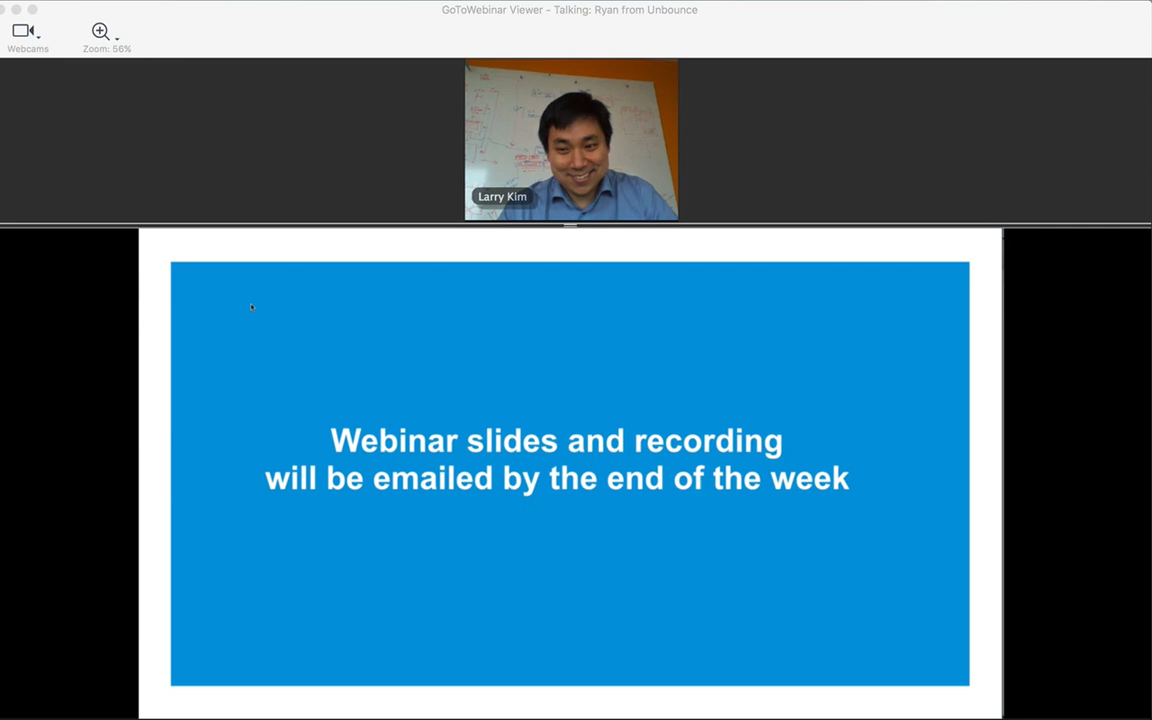 GoToWebinar Viewer - Talking: Ryan from Unbounce
Webcams
Zoom: 56%
Larry Kim
Webinar slides and recording
will be emailed by the end of the week